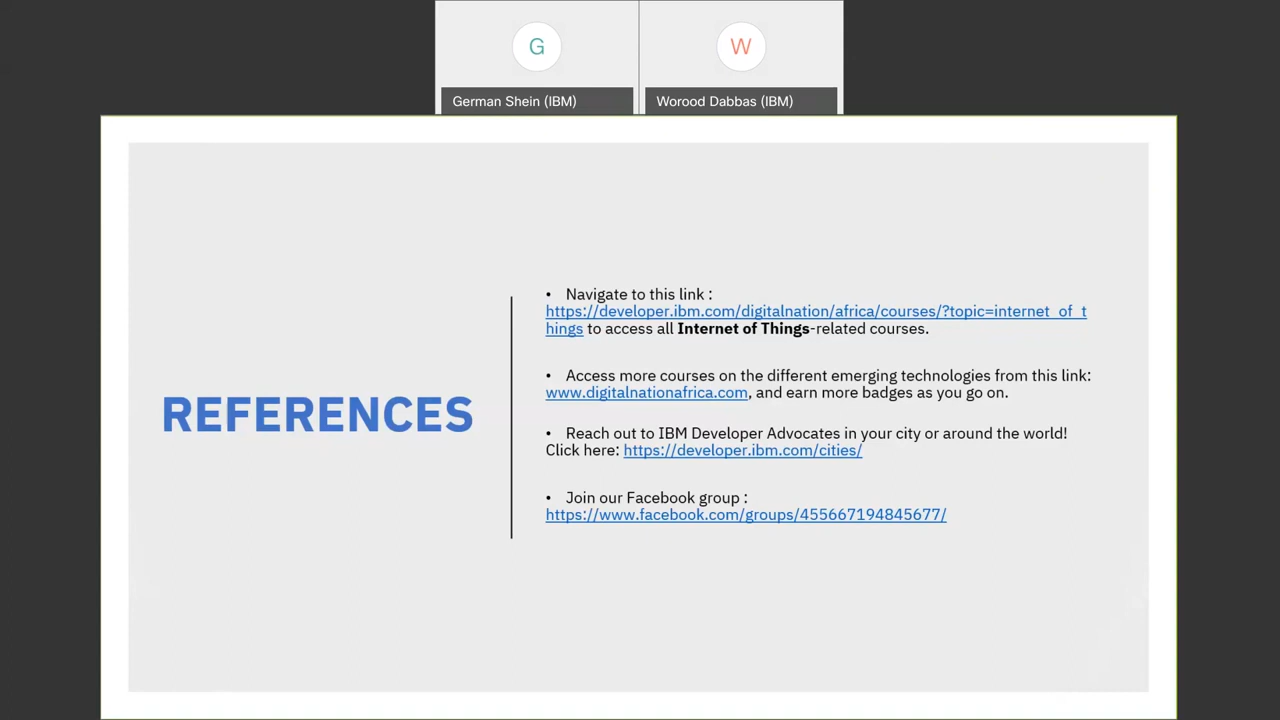 G
W
German Shein (IBM)
Worood Dabbas (IBM)
REFERENCES
• Navigate to this link :
https://developer.ibm.com/digitalnation/africa/courses/?topic=internet_of_t
hings to access all Internet of Things-related courses.
• Access more courses on the different emerging technologies from this link:
www.digitalnationafrica.com, and earn more badges as you go on.
• Reach out to IBM Developer Advocates in your city or around the world!
Click here: https://developer.ibm.com/cities/
• Join our Facebook group :
https://www.facebook.com/groups/455667194845677/